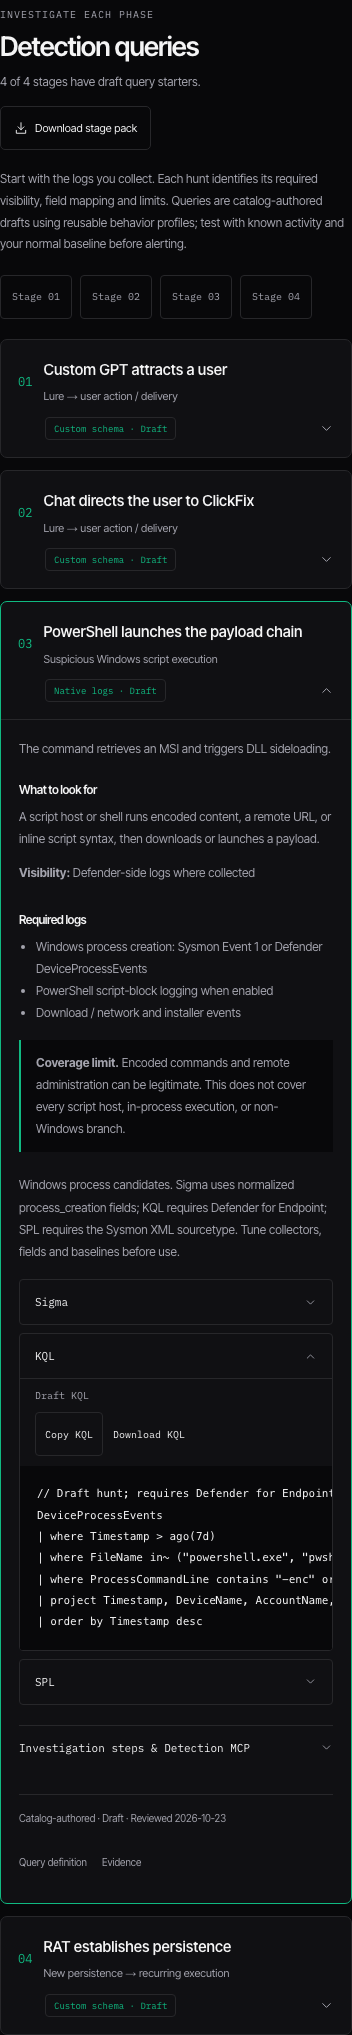 INVESTIGATE EACH PHASE
Detection queries
4 of 4 stages have draft query starters.
Download stage pack
Start with the logs you collect. Each hunt identifies its required
visibility, field mapping and limits. Queries are catalog-authored
drafts using reusable behavior profiles; test with known activity and
your normal baseline before alerting.
Stage 01
Stage 02
Stage 03
Stage 04
01
Custom GPT attracts a user
Lure → user action / delivery
Custom schema · Draft
02
Chat directs the user to ClickFix
Lure → user action / delivery
Custom schema · Draft
03
PowerShell launches the payload chain
Suspicious Windows script execution
Native logs · Draft
The command retrieves an MSI and triggers DLL sideloading.
What to look for
A script host or shell runs encoded content, a remote URL, or
inline script syntax, then downloads or launches a payload.
Visibility: Defender-side logs where collected
Required logs
• Windows process creation: Sysmon Event 1 or Defender
DeviceProcessEvents
• PowerShell script-block logging when enabled
• Download / network and installer events
Coverage limit. Encoded commands and remote
administration can be legitimate. This does not cover
every script host, in-process execution, or non-
Windows branch.
Windows process candidates. Sigma uses normalized
process_creation fields; KQL requires Defender for Endpoint;
SPL requires the Sysmon XML sourcetype. Tune collectors,
fields and baselines before use.
Sigma
KQL
Draft KQL
Copy KQL
Download KQL
// Draft hunt; requires Defender for Endpoint
DeviceProcessEvents
| where Timestamp > ago(7d)
| where FileName in~ ("powershell.exe", "pwsh
| where ProcessCommandLine contains "-enc" or
| project Timestamp, DeviceName, AccountName,
| order by Timestamp desc
SPL
Investigation steps & Detection MCP
Catalog-authored · Draft · Reviewed 2026-10-23
Query definition
Evidence
04
RAT establishes persistence
New persistence → recurring execution
Custom schema · Draft